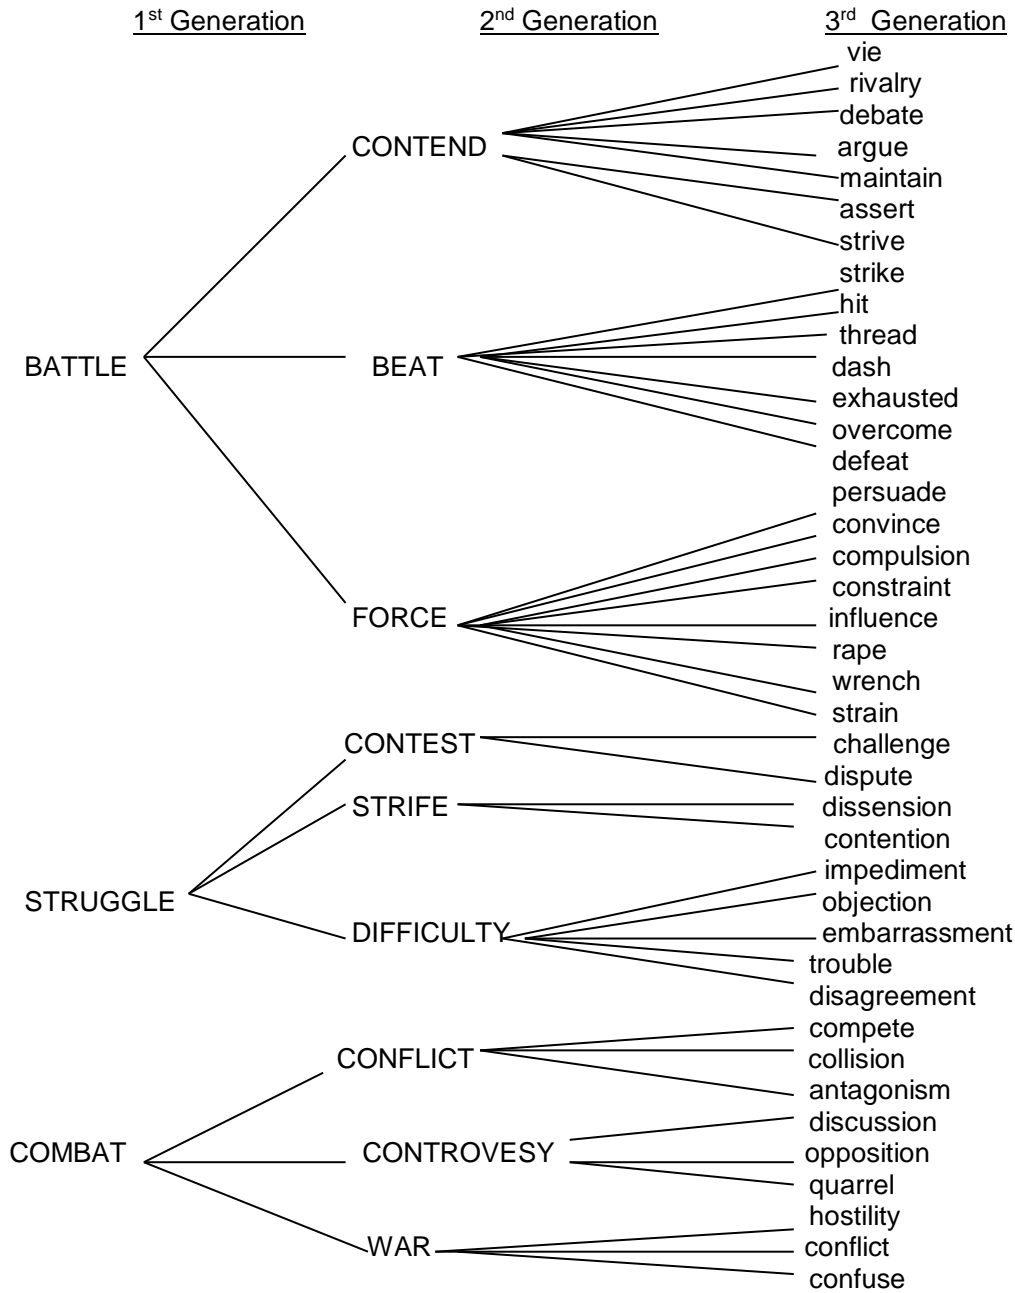 1st Generation 2nd Generation 3rd Generation
vie
rivalry
debate
CONTEND argue
maintain
assert
strive
strike
hit
thread
BATTLE BEAT dash
exhausted
overcome
defeat
persuade
convince
compulsion
constraint
FORCE influence
rape
wrench
strain
CONTEST challenge
dispute
STRIFE dissension
contention
impediment
STRUGGLE objection
DIFFICULTY embarrassment
trouble
disagreement
compete
CONFLICT collision
antagonism
discussion
COMBAT CONTROVESY opposition
quarrel
hostility
WAR conflict
confuse